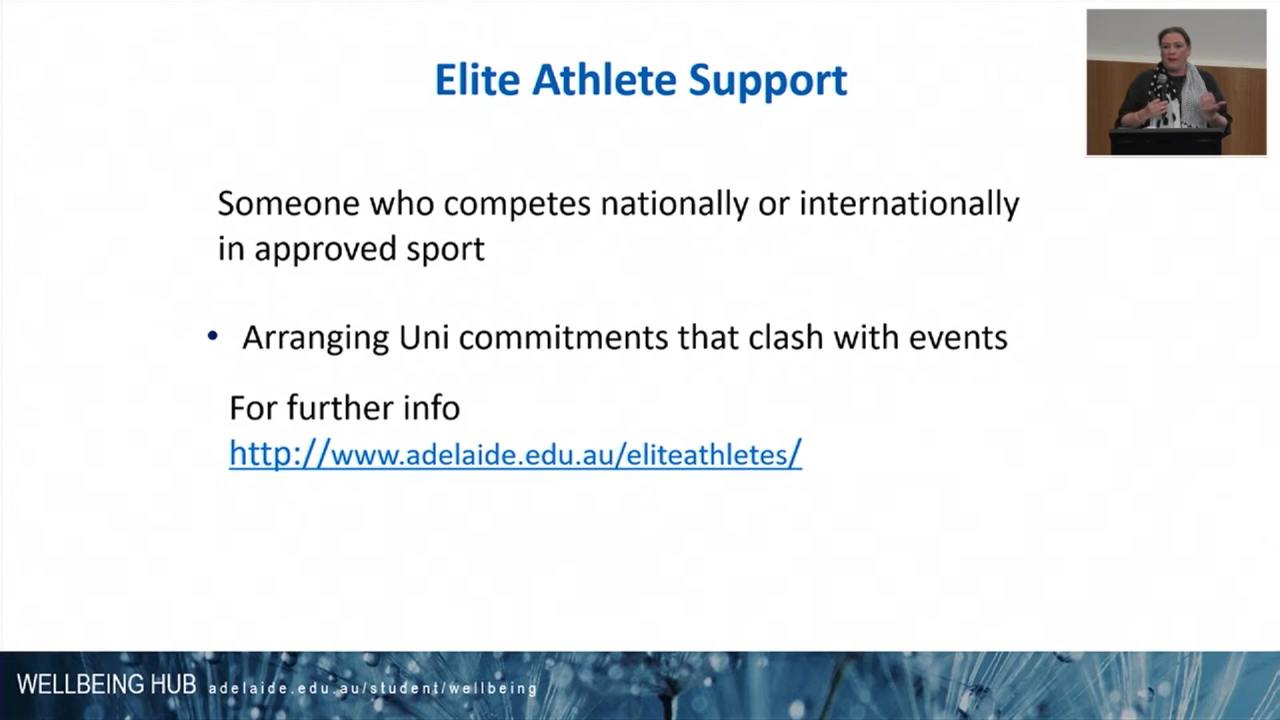 Elite Athlete Support
Someone who competes nationally or internationally
in approved sport
• Arranging Uni commitments that clash with events
For further info
http://www.adelaide.edu.au/eliteathletes/
WELLBEING HUB adelaide.edu.au/student/wellbeing